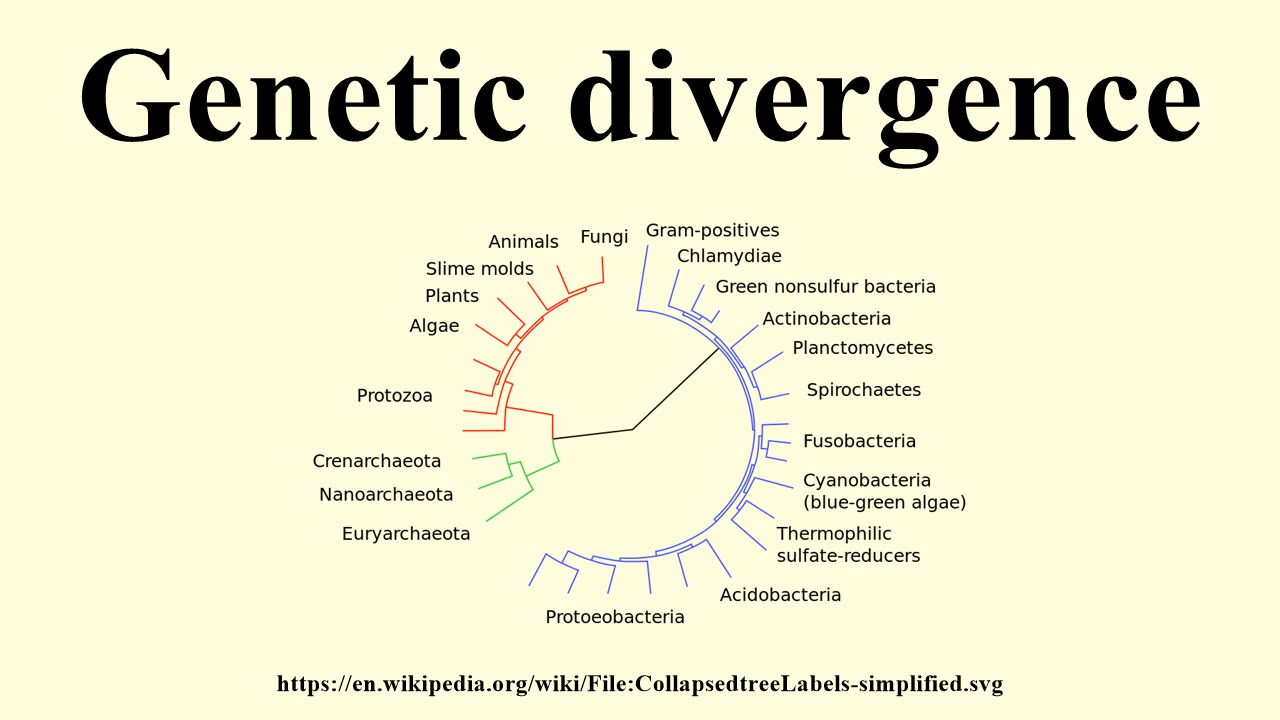 Genetic divergence
Fungi
Animals
Slime molds
Plants
Algae
Protozoa
Crenarchaeota
Nanoarchaeota
Euryarchaeota
Gram-positives
Chlamydiae
Green nonsulfur bacteria
Actinobacteria
Planctomycetes
Spirochaetes
Fusobacteria
Cyanobacteria
(blue-green algae)
Thermophilic
sulfate-reducers
Acidobacteria
Protoeobacteria
https://en.wikipedia.org/wiki/File:CollapsedtreeLabels-simplified.svg